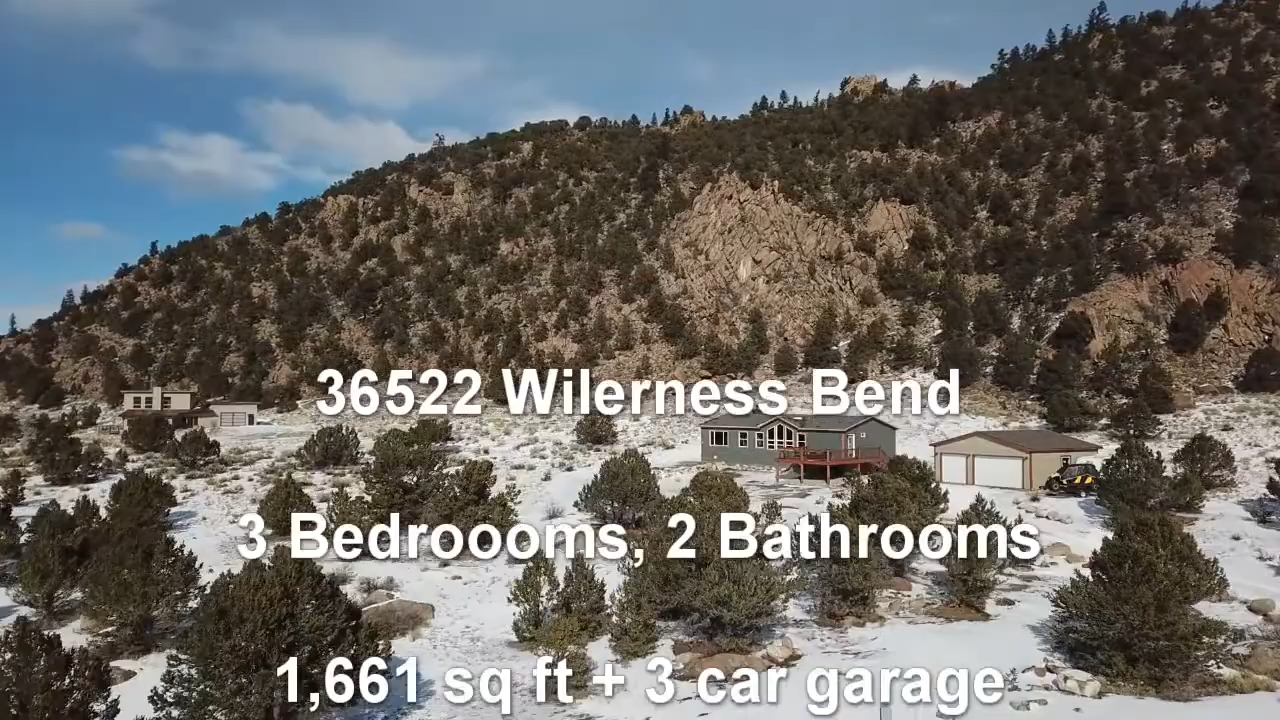 36522 Wilerness Bend
3 Bedroooms, 2 Bathrooms
1,661 sq ft + 3 car garage